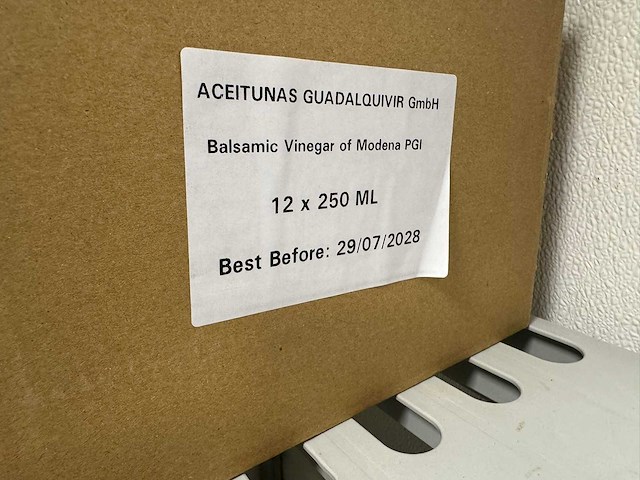 ACEITUNAS GUADALQUIVIR GmbH
Balsamic Vinegar of Modena PGI
12 x 250 ML
Best Before: 29/07/2028